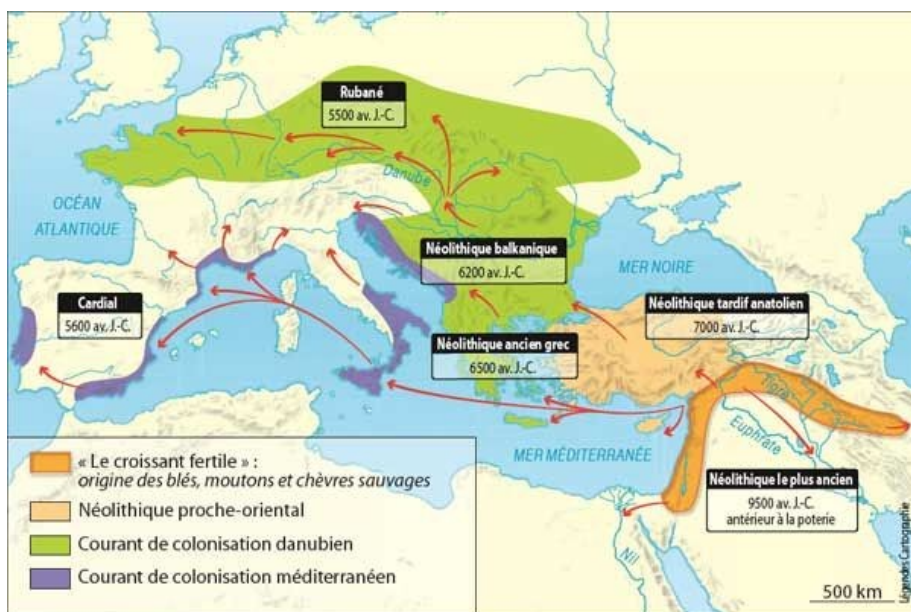 Rubané
5500 av. J.-C.
Danube
OCÉAN
ATLANTIQUE
Néolithique balkanique
6200 av. J.-C.
MER NOIRE
Cardial
5600 av. J.-C.
Néolithique tardif anatolien
7000 av. J.-C.
Néolithique ancien grec
6500 av. J.-C.
Tigre
Euphrate
MER MÉDITERRANÉE
Néolithique le plus ancien
9500 av. J.-C.
antérieur à la poterie
Nil
« Le croissant fertile » :
origine des blés, moutons et chèvres sauvages
Néolithique proche-oriental
Courant de colonisation danubien
Courant de colonisation méditerranéen
500 km
Légendes Cartographie